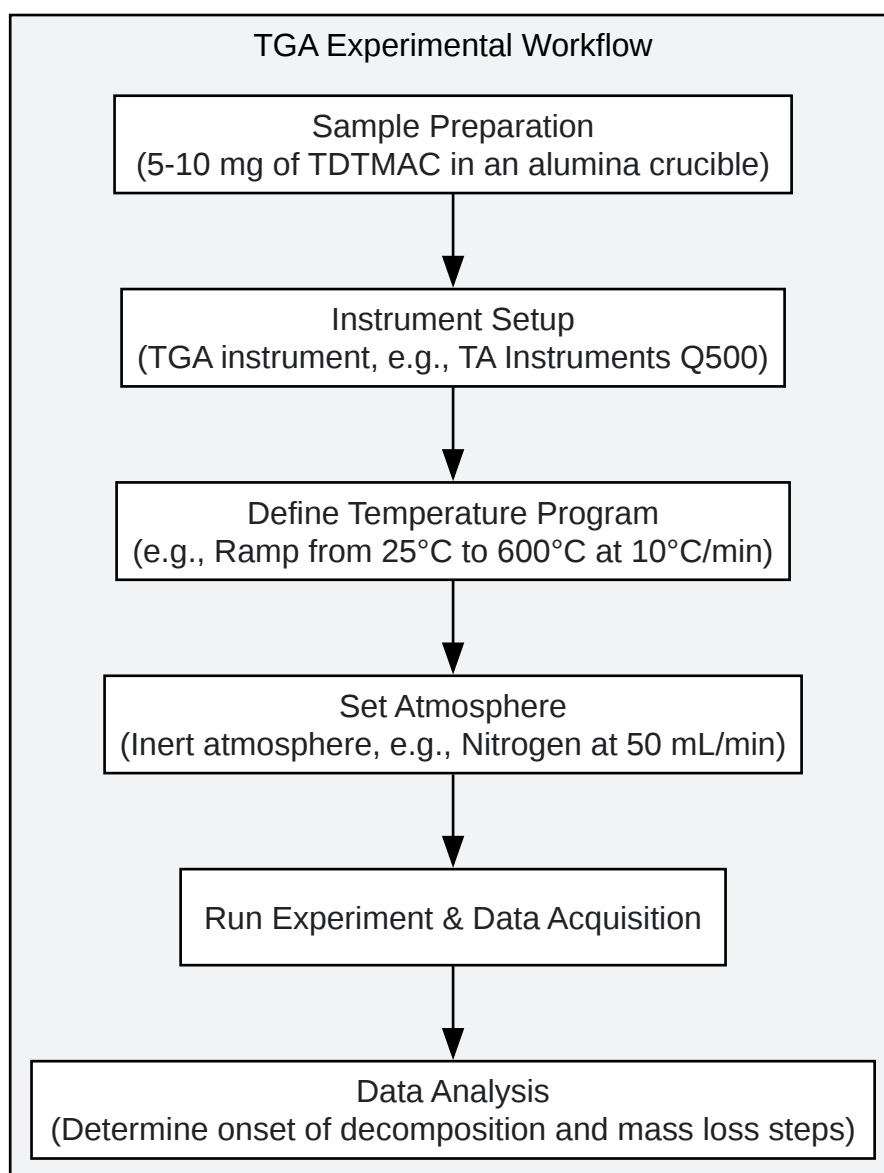 TGA Experimental Workflow
Sample Preparation
(5-10 mg of TDTMAC in an alumina crucible)
Instrument Setup
(TGA instrument, e.g., TA Instruments Q500)
Define Temperature Program
(e.g., Ramp from 25°C to 600°C at 10°C/min)
Set Atmosphere
(Inert atmosphere, e.g., Nitrogen at 50 mL/min)
Run Experiment & Data Acquisition
Data Analysis
(Determine onset of decomposition and mass loss steps)